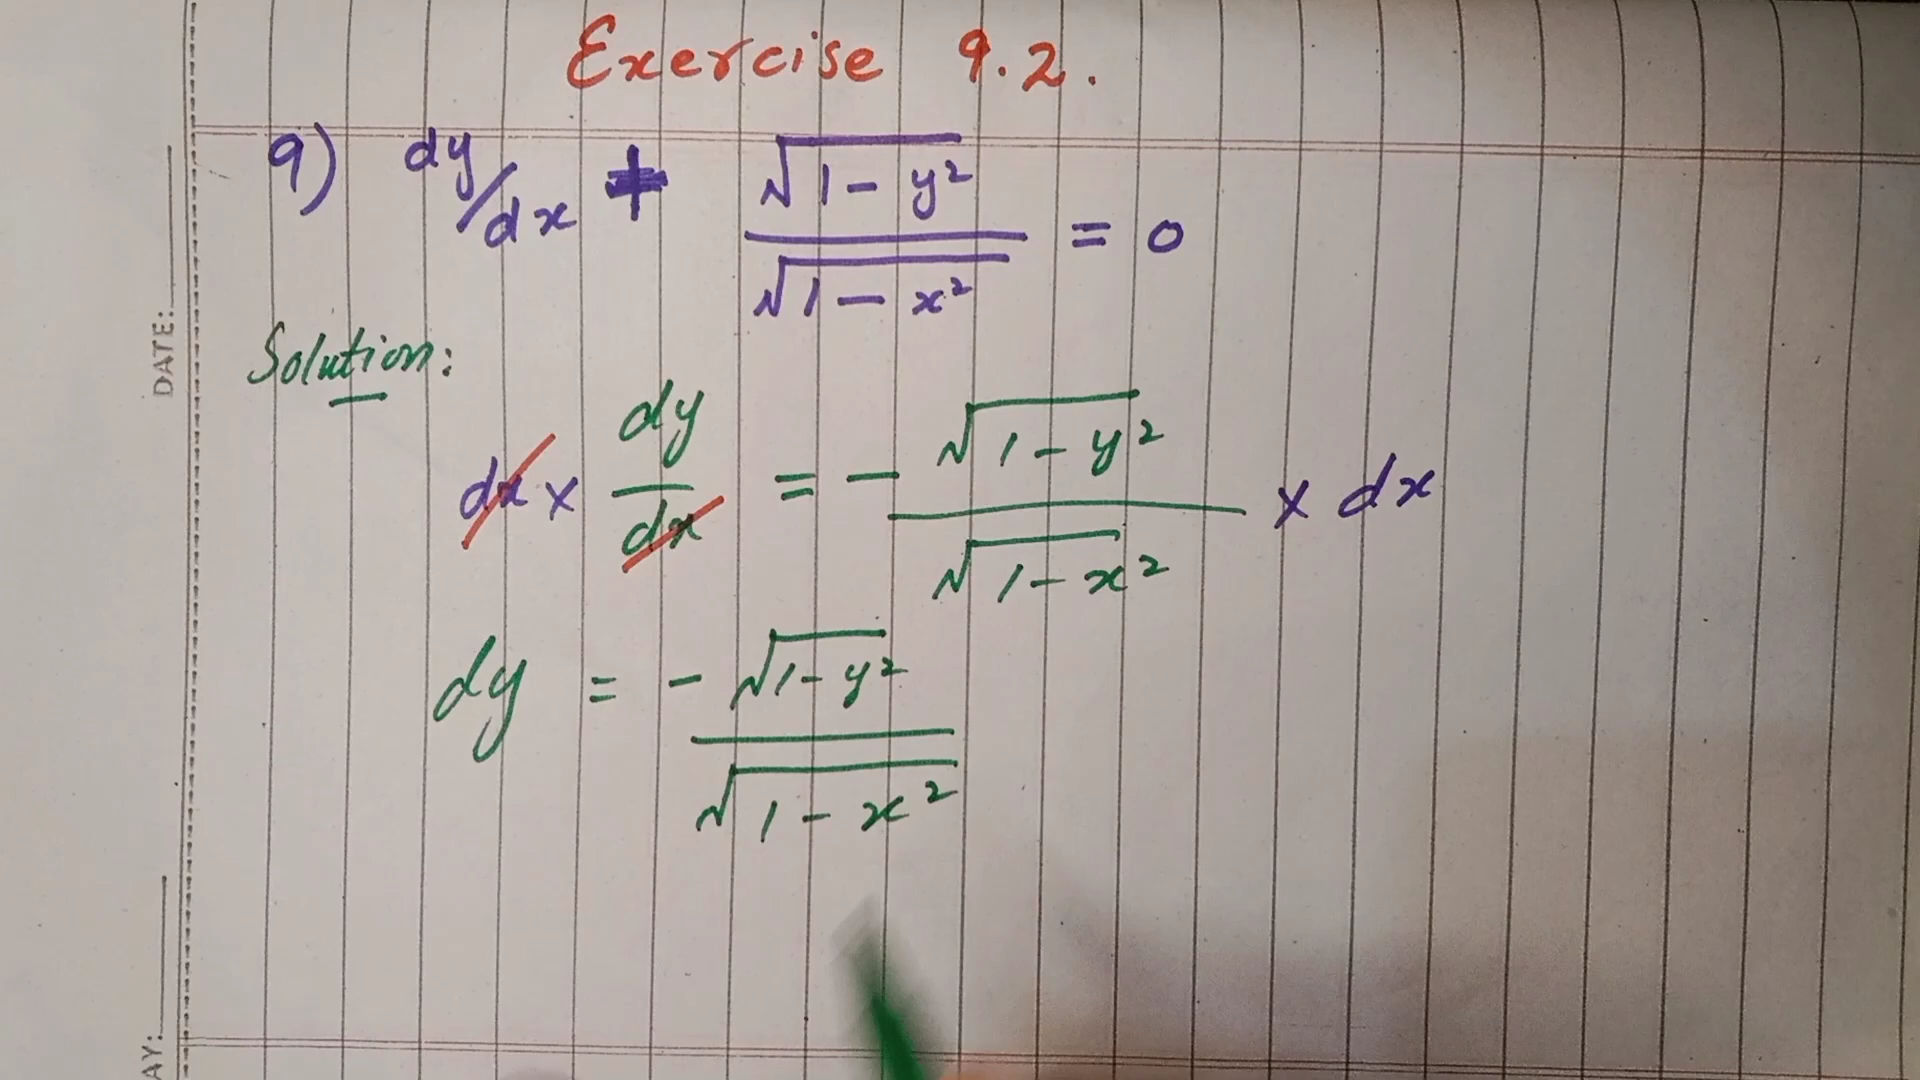 Exercise 9.2.
9) dy/dx + √(1 - y²) / √(1 - x²) = 0
Solution:
dx × dy/dx = - √(1 - y²) / √(1 - x²) × dx
dy = - √(1 - y²) / √(1 - x²)
DATE:
AY: